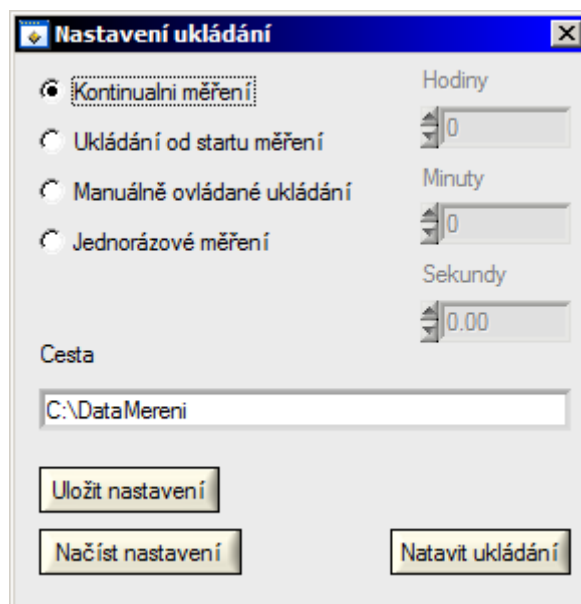 Nastavení ukládání
Kontinualni měření
Ukládání od startu měření
Manuálně ovládané ukládání
Jednorázové měření
Hodiny
0
Minuty
0
Sekundy
0.00
Cesta
C:\DataMereni
Uložit nastavení
Načíst nastavení
Natavit ukládání